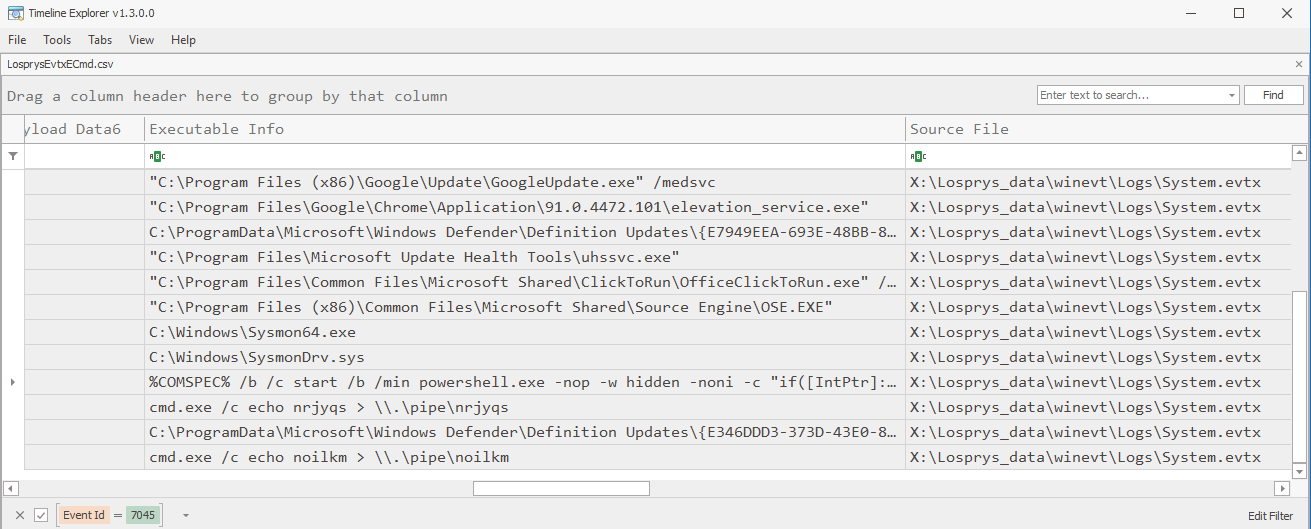 Timeline Explorer v1.3.0.0
File Tools Tabs View Help
LosprysEvtxECmd.csv
Drag a column header here to group by that column
Enter text to search... Find
yload Data6 Executable Info Source File
"C:\Program Files (x86)\Google\Update\GoogleUpdate.exe" /medsvc X:\Losprys_data\winevt\Logs\System.evtx
"C:\Program Files\Google\Chrome\Application\91.0.4472.101\elevation_service.exe" X:\Losprys_data\winevt\Logs\System.evtx
C:\ProgramData\Microsoft\Windows Defender\Definition Updates\{E7949EEA-693E-48BB-8… X:\Losprys_data\winevt\Logs\System.evtx
"C:\Program Files\Microsoft Update Health Tools\uhssvc.exe" X:\Losprys_data\winevt\Logs\System.evtx
"C:\Program Files\Common Files\Microsoft Shared\ClickToRun\OfficeClickToRun.exe" /… X:\Losprys_data\winevt\Logs\System.evtx
"C:\Program Files (x86)\Common Files\Microsoft Shared\Source Engine\OSE.EXE" X:\Losprys_data\winevt\Logs\System.evtx
C:\Windows\Sysmon64.exe X:\Losprys_data\winevt\Logs\System.evtx
C:\Windows\SysmonDrv.sys X:\Losprys_data\winevt\Logs\System.evtx
%COMSPEC% /b /c start /b /min powershell.exe -nop -w hidden -noni -c "if([IntPtr]:… X:\Losprys_data\winevt\Logs\System.evtx
cmd.exe /c echo nrjyqs > \\.\pipe\nrjyqs X:\Losprys_data\winevt\Logs\System.evtx
C:\ProgramData\Microsoft\Windows Defender\Definition Updates\{E346DDD3-373D-43E0-8… X:\Losprys_data\winevt\Logs\System.evtx
cmd.exe /c echo noilkm > \\.\pipe\noilkm X:\Losprys_data\winevt\Logs\System.evtx
Event Id = 7045 Edit Filter